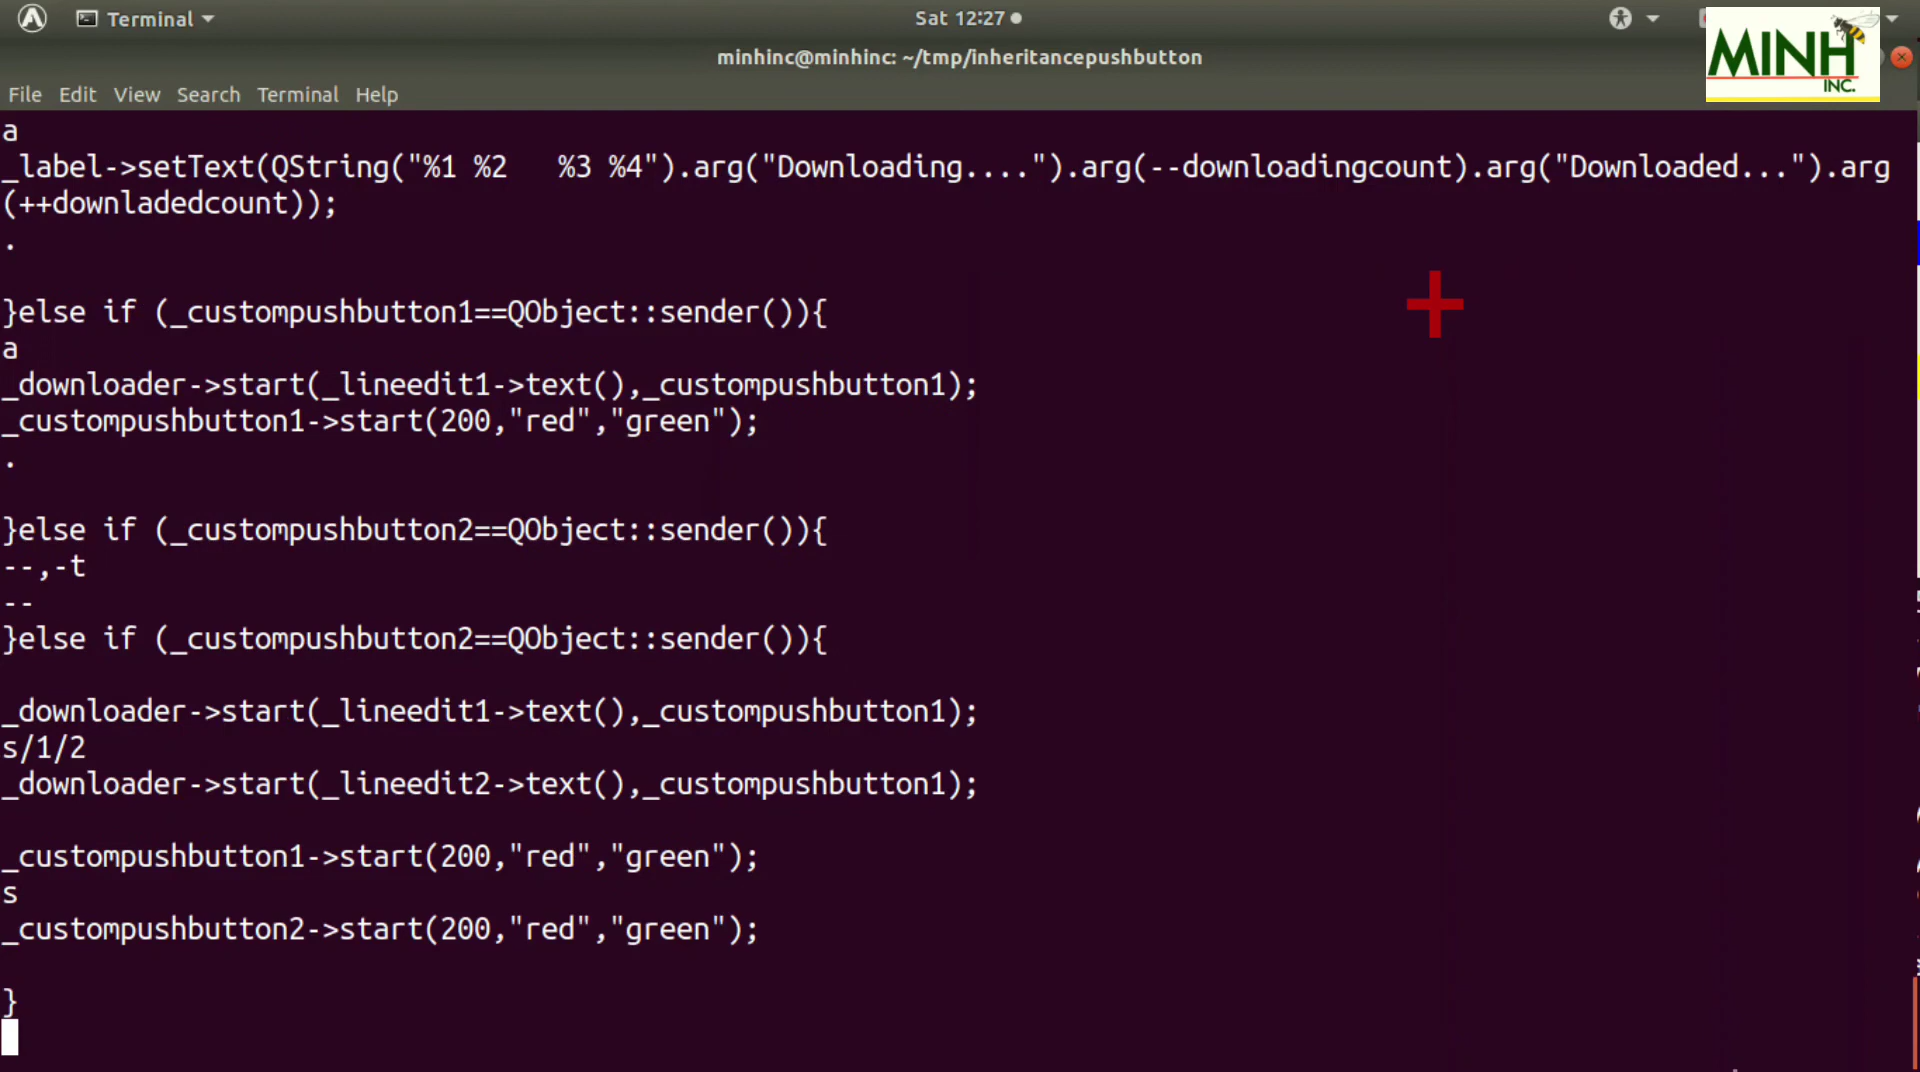 Terminal
Sat 12:27
minhinc@minhinc: ~/tmp/inheritancepushbutton
MINH
INC.
File Edit View Search Terminal Help
a
_label->setText(QString("%1 %2   %3 %4").arg("Downloading....").arg(--downloadingcount).arg("Downloaded...").arg
(++downladedcount));
.
}else if (_custompushbutton1==QObject::sender()){
a
_downloader->start(_lineedit1->text(),_custompushbutton1);
_custompushbutton1->start(200,"red","green");
.
}else if (_custompushbutton2==QObject::sender()){
--,-t
--
}else if (_custompushbutton2==QObject::sender()){
_downloader->start(_lineedit1->text(),_custompushbutton1);
s/1/2
_downloader->start(_lineedit2->text(),_custompushbutton1);
_custompushbutton1->start(200,"red","green");
s
_custompushbutton2->start(200,"red","green");
}